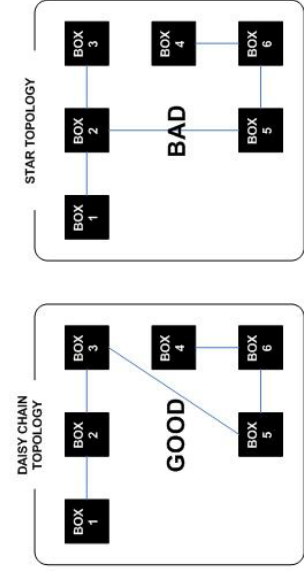 DAISY CHAIN
TOPOLOGY
BOX
1
BOX
2
BOX
3
GOOD
BOX
4
BOX
5
BOX
6
STAR TOPOLOGY
BOX
1
BOX
2
BOX
3
BAD
BOX
4
BOX
5
BOX
6